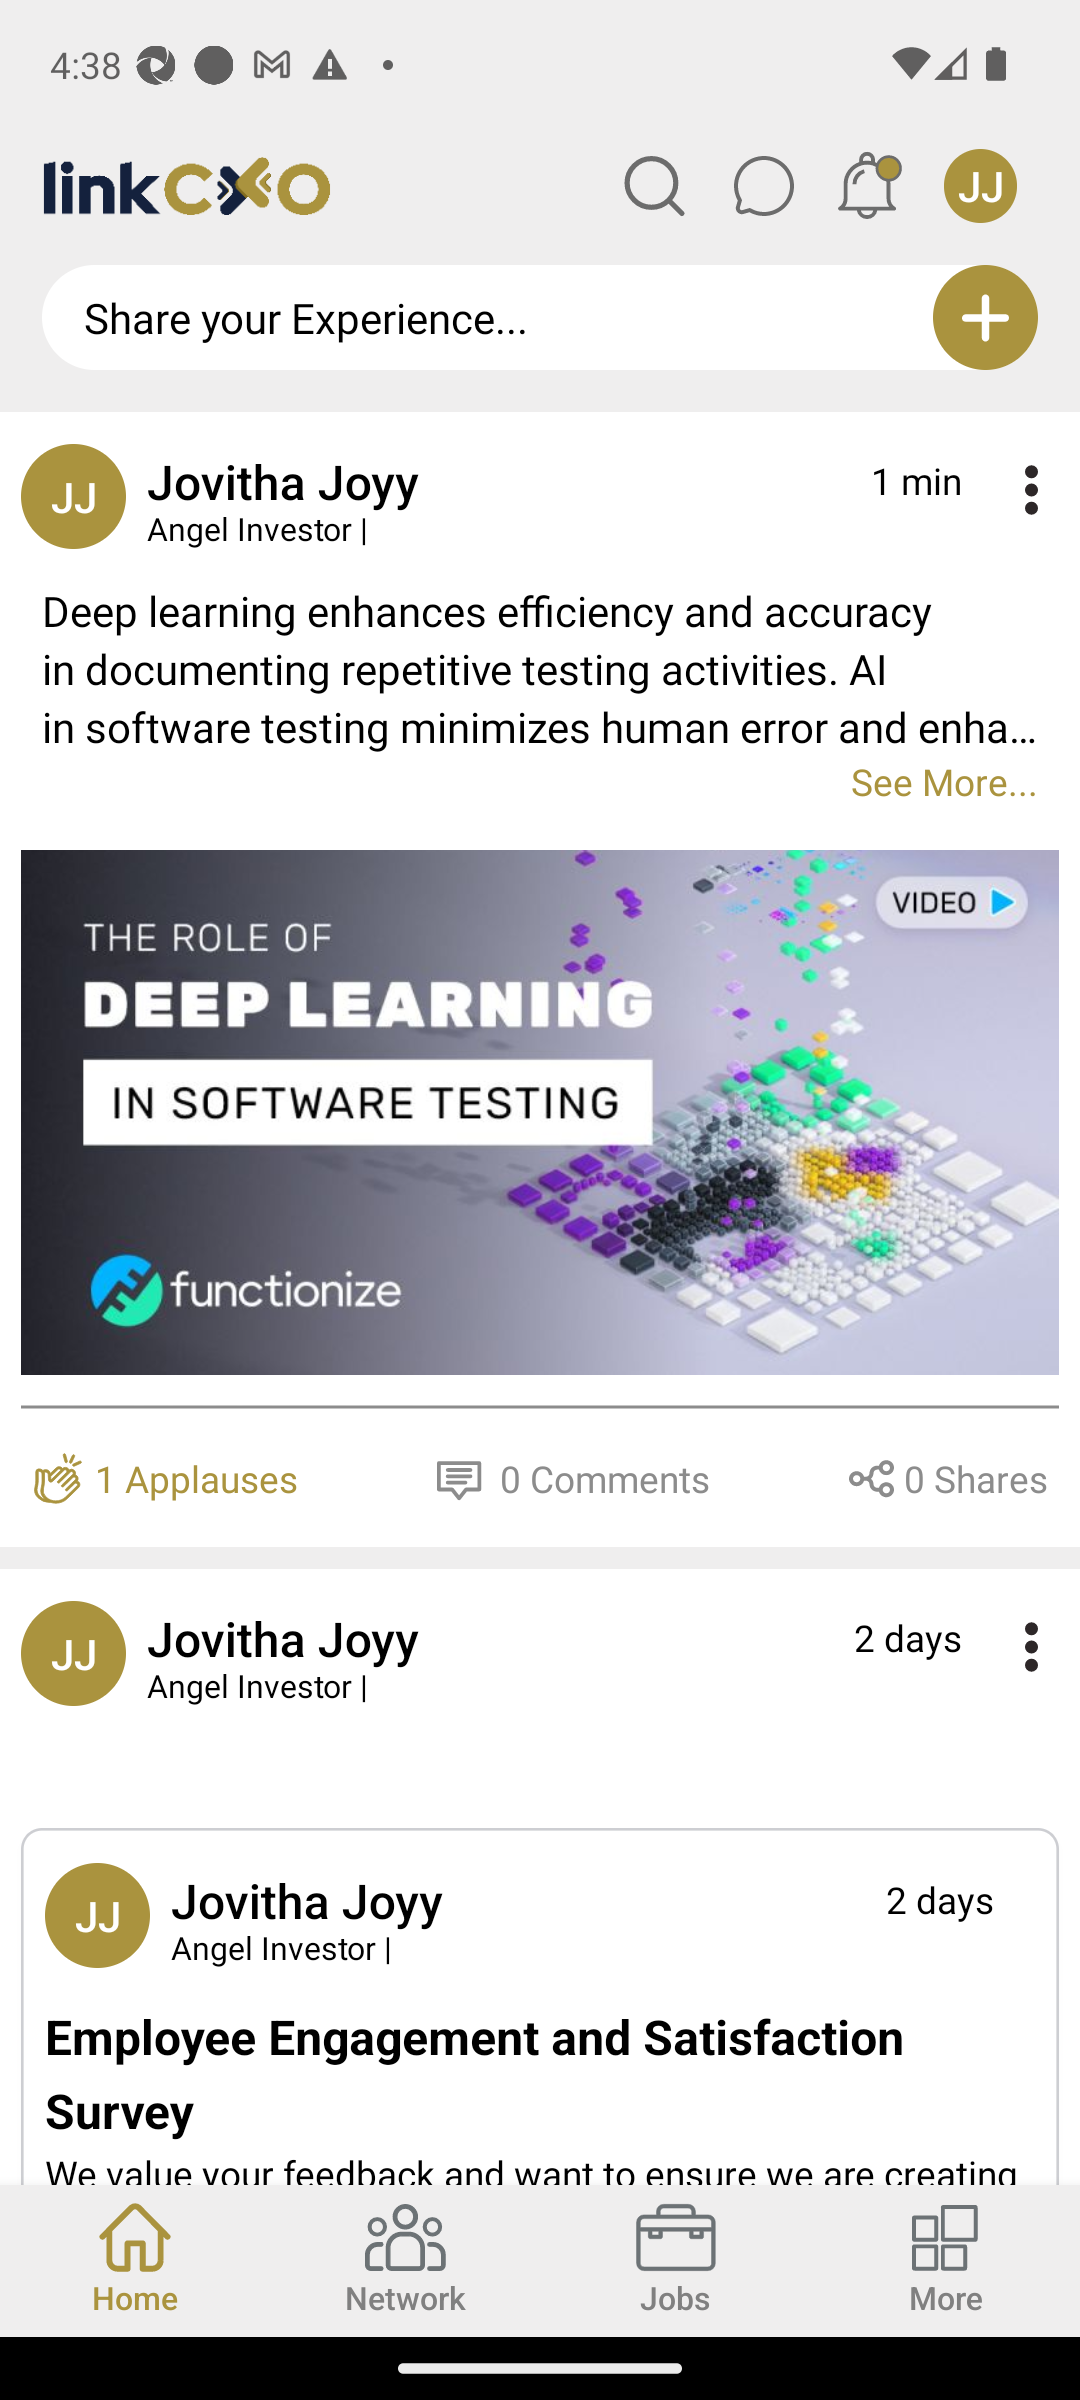 4:38
linkCXO
JJ
Share your Experience...
JJ
Jovitha Joyy
1 min
Angel Investor |
Deep learning enhances efficiency and accuracy
in documenting repetitive testing activities. AI
in software testing minimizes human error and enha...
See More...
VIDEO
THE ROLE OF
DEEP LEARNING
IN SOFTWARE TESTING
functionize
1 Applauses
0 Comments
0 Shares
JJ
Jovitha Joyy
2 days
Angel Investor |
JJ
Jovitha Joyy
2 days
Angel Investor |
Employee Engagement and Satisfaction
Survey
We value your feedback and want to ensure we are creating
Home
Network
Jobs
More